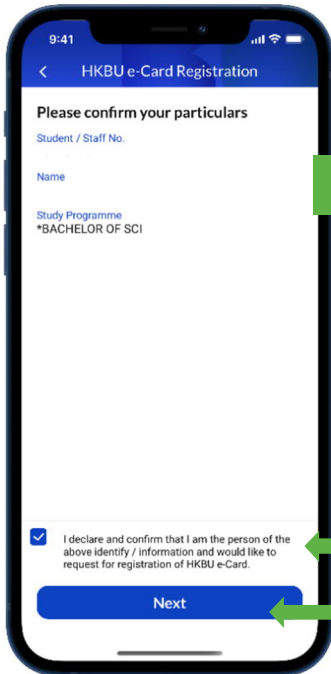 9:41
HKBU e-Card Registration
Please confirm your particulars
Student / Staff No.
Name
Study Programme
*BACHELOR OF SCI
I declare and confirm that I am the person of the
above identify / information and would like to
request for registration of HKBU e-Card.
Next